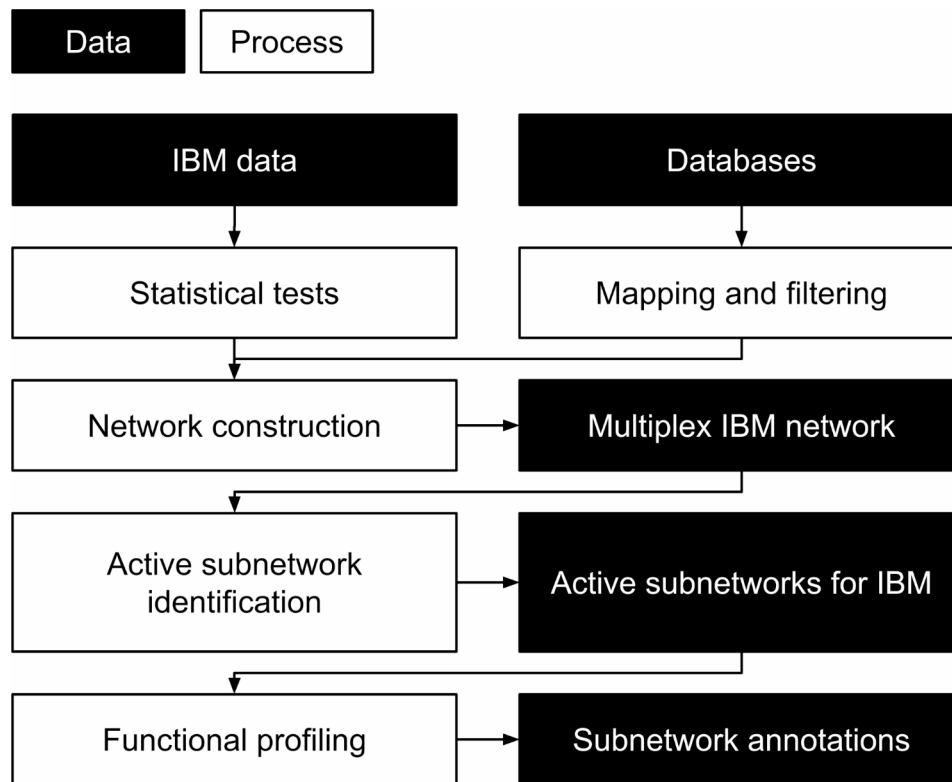 Data
Process
IBM data
Databases
Statistical tests
Mapping and filtering
Network construction
Multiplex IBM network
Active subnetwork
identification
Active subnetworks for IBM
Functional profiling
Subnetwork annotations